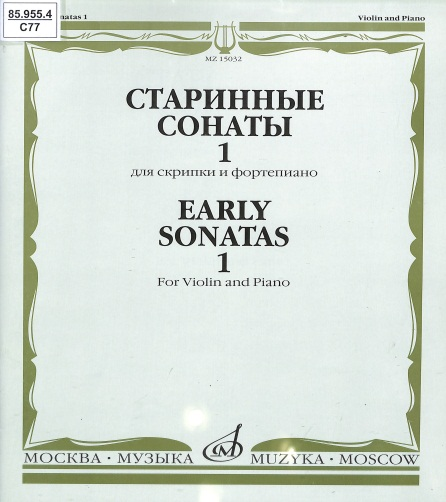 85.955.4
С77
natas 1
Violin and Piano
MZ 15032
СТАРИННЫЕ
СОНАТЫ
1
для скрипки и фортепиано
EARLY
SONATAS
1
For Violin and Piano
МОСКВА · МУЗЫКА
MUZYKA · MOSCOW